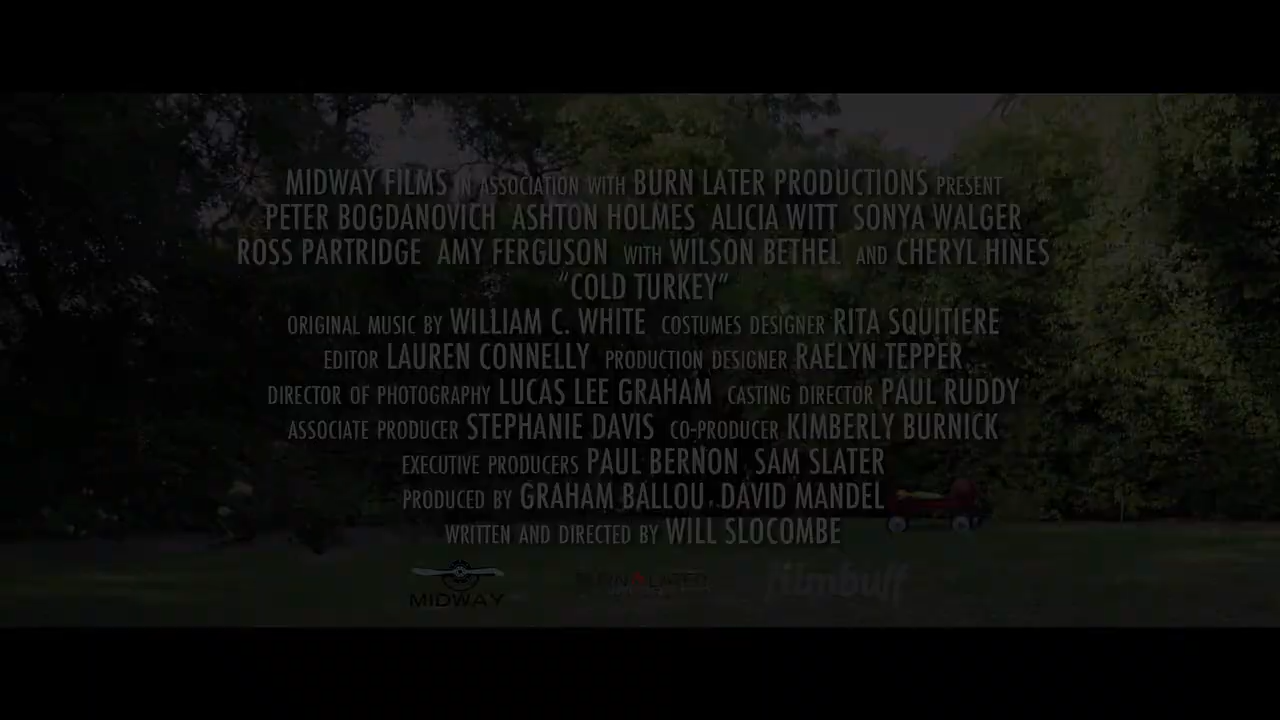 MIDWAY FILMS IN ASSOCIATION WITH BURN LATER PRODUCTIONS PRESENT
PETER BOGDANOVICH ASHTON HOLMES ALICIA WITT SONYA WALGER
ROSS PARTRIDGE AMY FERGUSON WITH WILSON BETHEL AND CHERYL HINES
"COLD TURKEY"
ORIGINAL MUSIC BY WILLIAM C. WHITE COSTUMES DESIGNER RITA SQUITIERE
EDITOR LAUREN CONNELLY PRODUCTION DESIGNER RAELYN TEPPER
DIRECTOR OF PHOTOGRAPHY LUCAS LEE GRAHAM CASTING DIRECTOR PAUL RUDDY
ASSOCIATE PRODUCER STEPHANIE DAVIS CO-PRODUCER KIMBERLY BURNICK
EXECUTIVE PRODUCERS PAUL BERNON, SAM SLATER
PRODUCED BY GRAHAM BALLOU, DAVID MANDEL
WRITTEN AND DIRECTED BY WILL SLOCOMBE
MIDWAY BURN LATER filmbuff